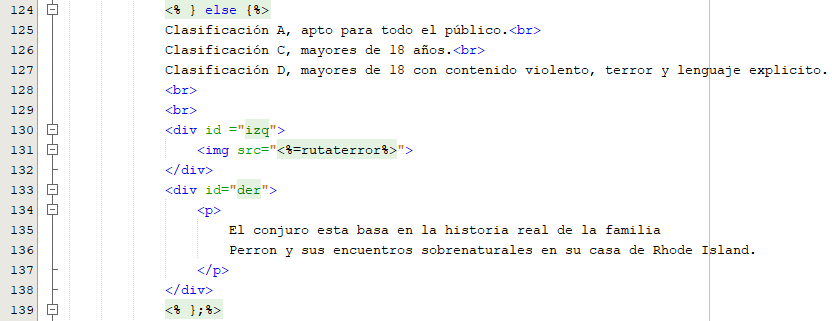 124 <% } else {%>
125 Clasificación A, apto para todo el público.<br>
126 Clasificación C, mayores de 18 años.<br>
127 Clasificación D, mayores de 18 con contenido violento, terror y lenguaje explicito.
128 <br>
129 <br>
130 <div id ="izq">
131 <img src="<%=rutaterror%>">
132 </div>
133 <div id="der">
134 <p>
135 El conjuro esta basa en la historia real de la familia
136 Perron y sus encuentros sobrenaturales en su casa de Rhode Island.
137 </p>
138 </div>
139 <% };%>